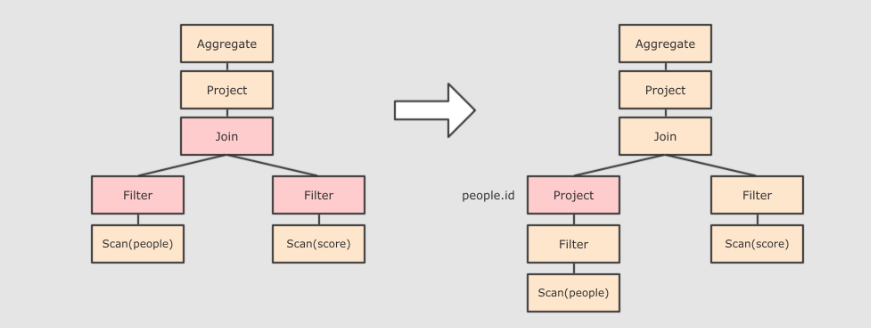 Aggregate
Project
Join
Filter
Filter
Scan(people)
Scan(score)
Aggregate
Project
Join
people.id
Project
Filter
Filter
Scan(score)
Scan(people)